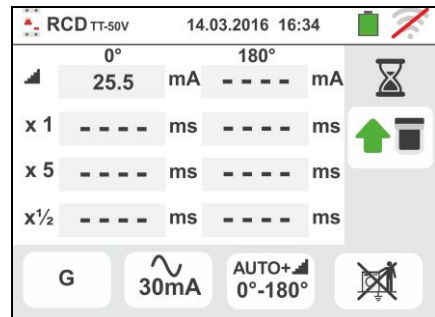 RCD TT-50V 14.03.2016 16:34
0° 180°
25.5 mA - - - - mA
x 1 - - - - ms - - - - ms
x 5 - - - - ms - - - - ms
x½ - - - - ms - - - - ms
G 30mA AUTO+ 0°-180°